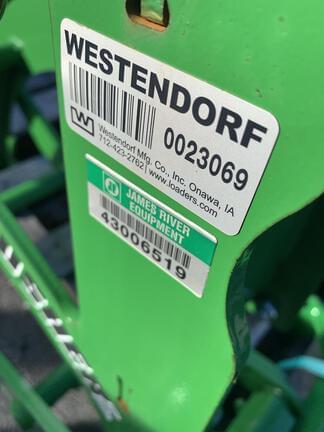 WESTENDORF
0023069
Westendorf Mfg. Co., Inc. Onawa, IA
712-423-2762 | www.loaders.com
JAMES RIVER
EQUIPMENT
43006519